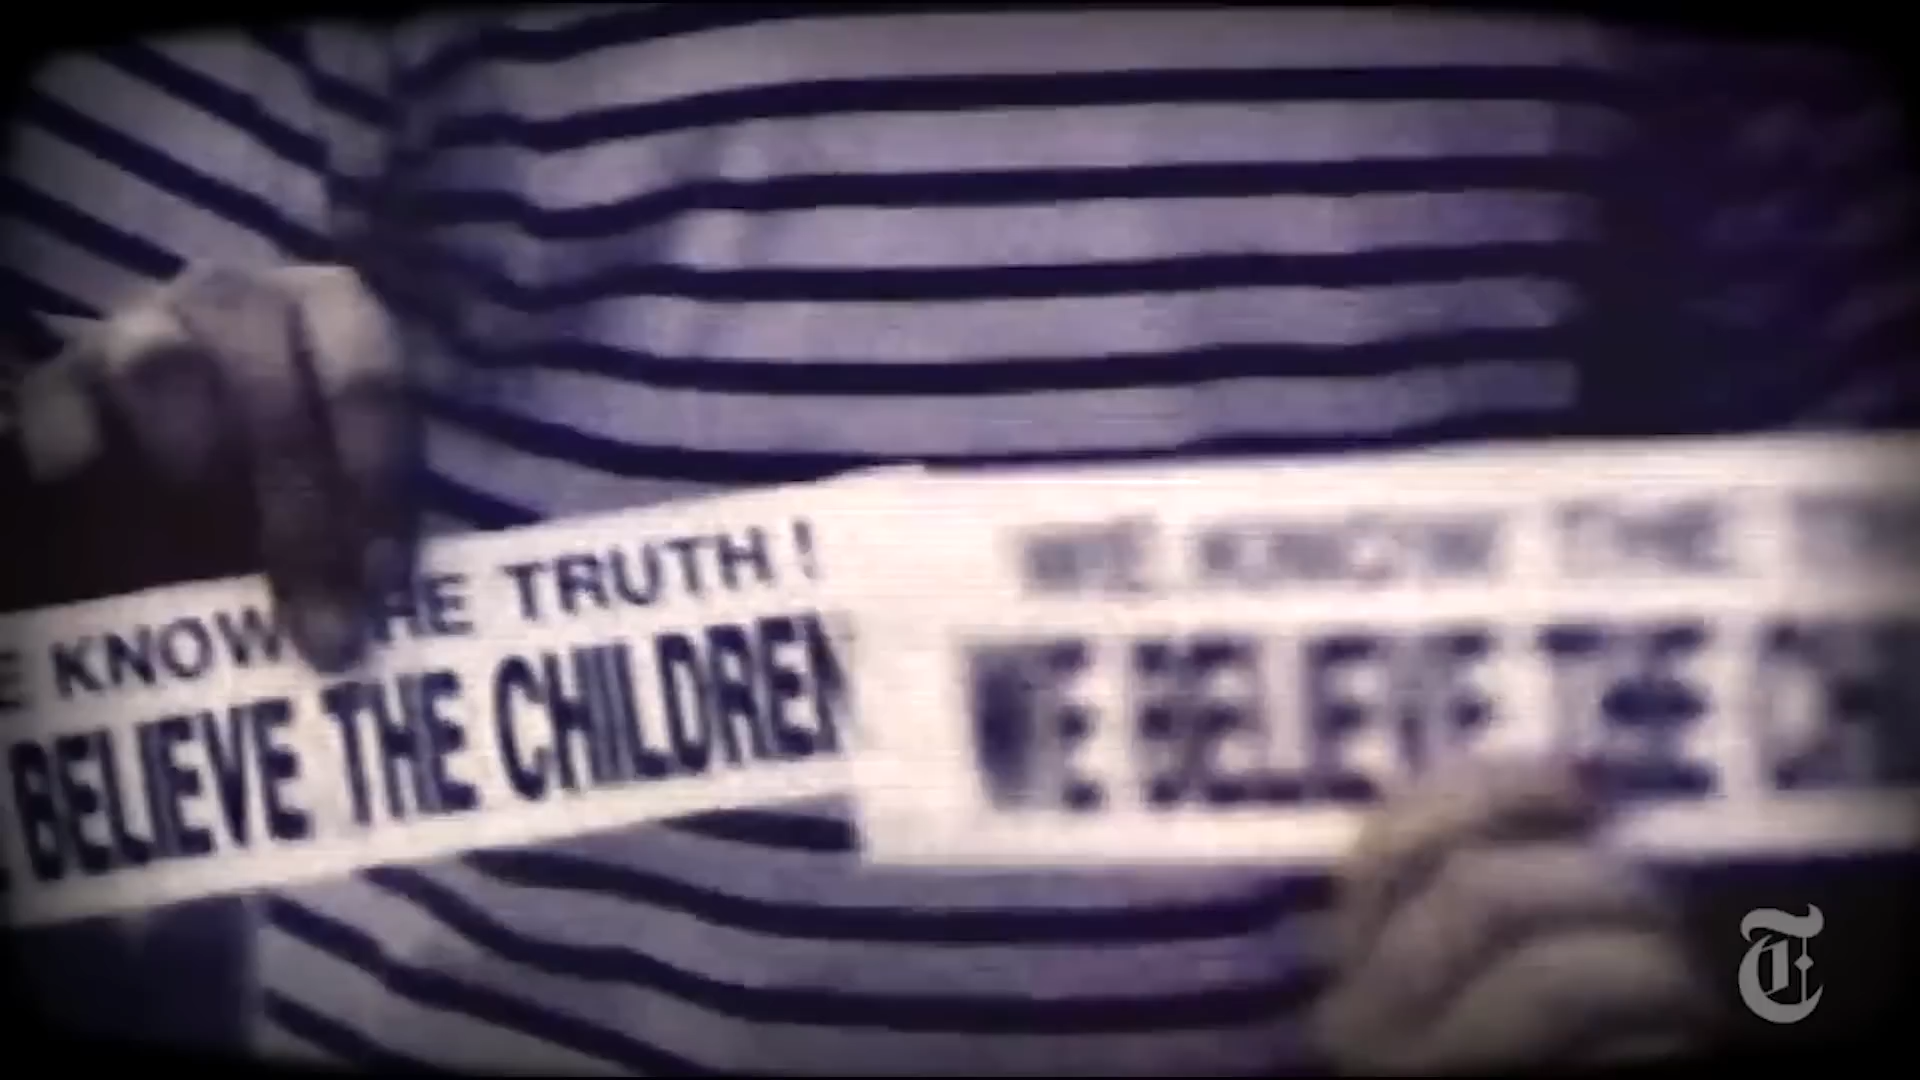 E KNOW HE TRUTH!
BELIEVE THE CHILDREN
WE KNOW THE
WE BELIEVE THE